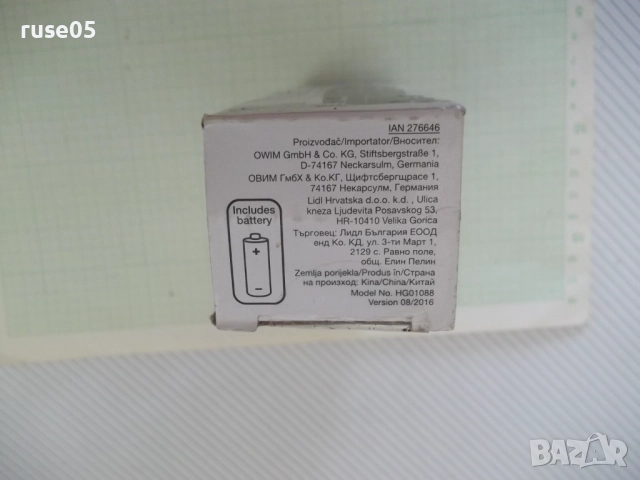 ruse05
IAN 276646
Proizvođač/Importator/Вносител:
OWIM GmbH & Co. KG, Stiftsbergstraße 1,
D-74167 Neckarsulm, Germania
ОВИМ ГмбХ & Ко.КГ, Щифтсбергщрасе 1,
74167 Некарсулм, Германия
Lidl Hrvatska d.o.o. k.d. , Ulica
kneza Ljudevita Posavskog 53,
HR-10410 Velika Gorica
Търговец: Лидл България ЕООД
енд Ко. КД, ул. 3-ти Март 1,
2129 с. Равно поле,
общ. Елин Пелин
Zemlja porijekla/Produs în/Страна
на произход: Kina/China/Китай
Model No. HG01088
Version 08/2016
Includes
battery
BAZAR